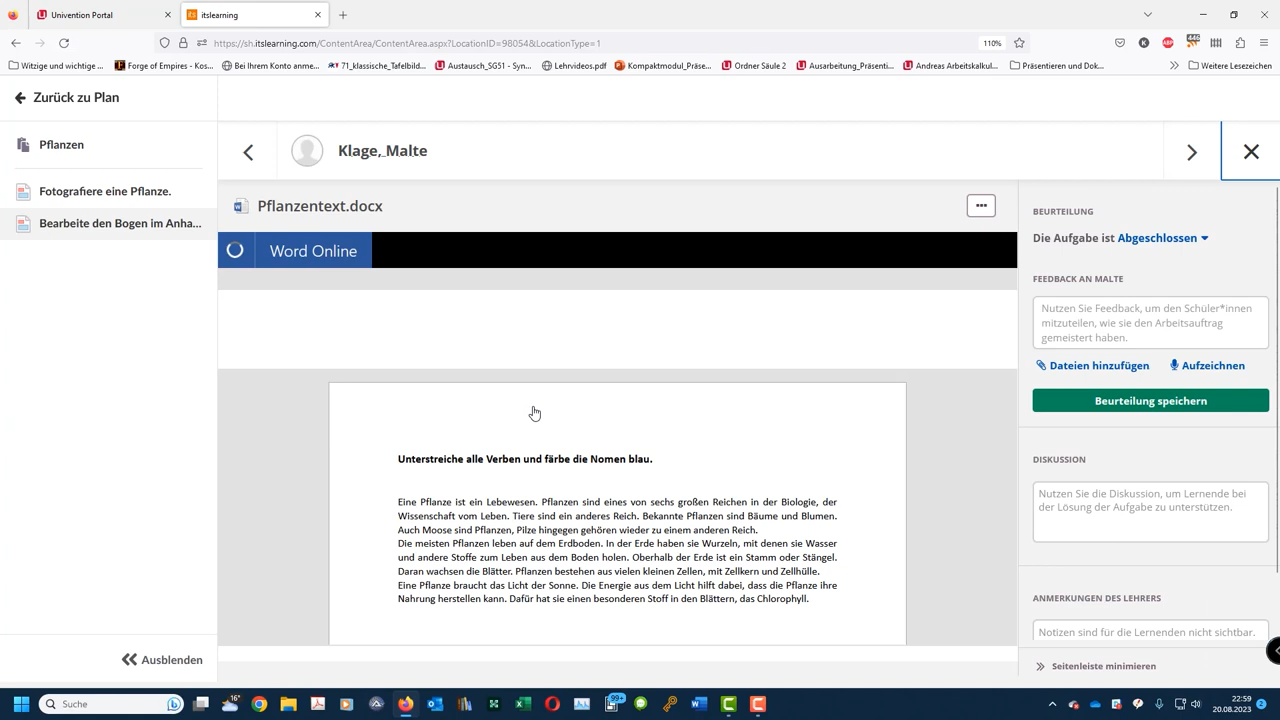 Univention Portal
itslearning
https://sh.itslearning.com/ContentArea/ContentArea.aspx?LocationID=98054&LocationType=1
110%
Witzige und wichtige ...
Forge of Empires - Kos...
Bei Ihrem Konto anme...
71_klassische_Tafelbild...
Austausch_SG51 - Syn...
Lehrvideos.pdf
Kompaktmodul_Präse...
Ordner Säule 2
Ausarbeitung_Präsenti...
Andreas Arbeitskalkul...
Präsentieren und Dok...
Weitere Lesezeichen
Zurück zu Plan
Pflanzen
Fotografiere eine Pflanze.
Bearbeite den Bogen im Anha...
Ausblenden
Klage, Malte
Pflanzentext.docx
Word Online
Unterstreiche alle Verben und färbe die Nomen blau.
Eine Pflanze ist ein Lebewesen. Pflanzen sind eines von sechs großen Reichen in der Biologie, der
Wissenschaft vom Leben. Tiere sind ein anderes Reich. Bekannte Pflanzen sind Bäume und Blumen.
Auch Moose sind Pflanzen. Pilze hingegen gehören wieder zu einem anderen Reich.
Die meisten Pflanzen leben auf dem Erdboden. In der Erde haben sie Wurzeln, mit denen sie Wasser
und andere Stoffe zum Leben aus dem Boden holen. Oberhalb der Erde ist ein Stamm oder Stängel.
Daran wachsen die Blätter. Pflanzen bestehen aus vielen kleinen Zellen, mit Zellkern und Zellhülle.
Eine Pflanze braucht das Licht der Sonne. Die Energie aus dem Licht hilft dabei, dass die Pflanze ihre
Nahrung herstellen kann. Dafür hat sie einen besonderen Stoff in den Blättern, das Chlorophyll.
BEURTEILUNG
Die Aufgabe ist Abgeschlossen
FEEDBACK AN MALTE
Nutzen Sie Feedback, um den Schüler*innen
mitzuteilen, wie sie den Arbeitsauftrag
gemeistert haben.
Dateien hinzufügen
Aufzeichnen
Beurteilung speichern
DISKUSSION
Nutzen Sie die Diskussion, um Lernende bei
der Lösung der Aufgabe zu unterstützen.
ANMERKUNGEN DES LEHRERS
Notizen sind für die Lernenden nicht sichtbar.
Seitenleiste minimieren
Suche
16°
99+
22:59
20.08.2023